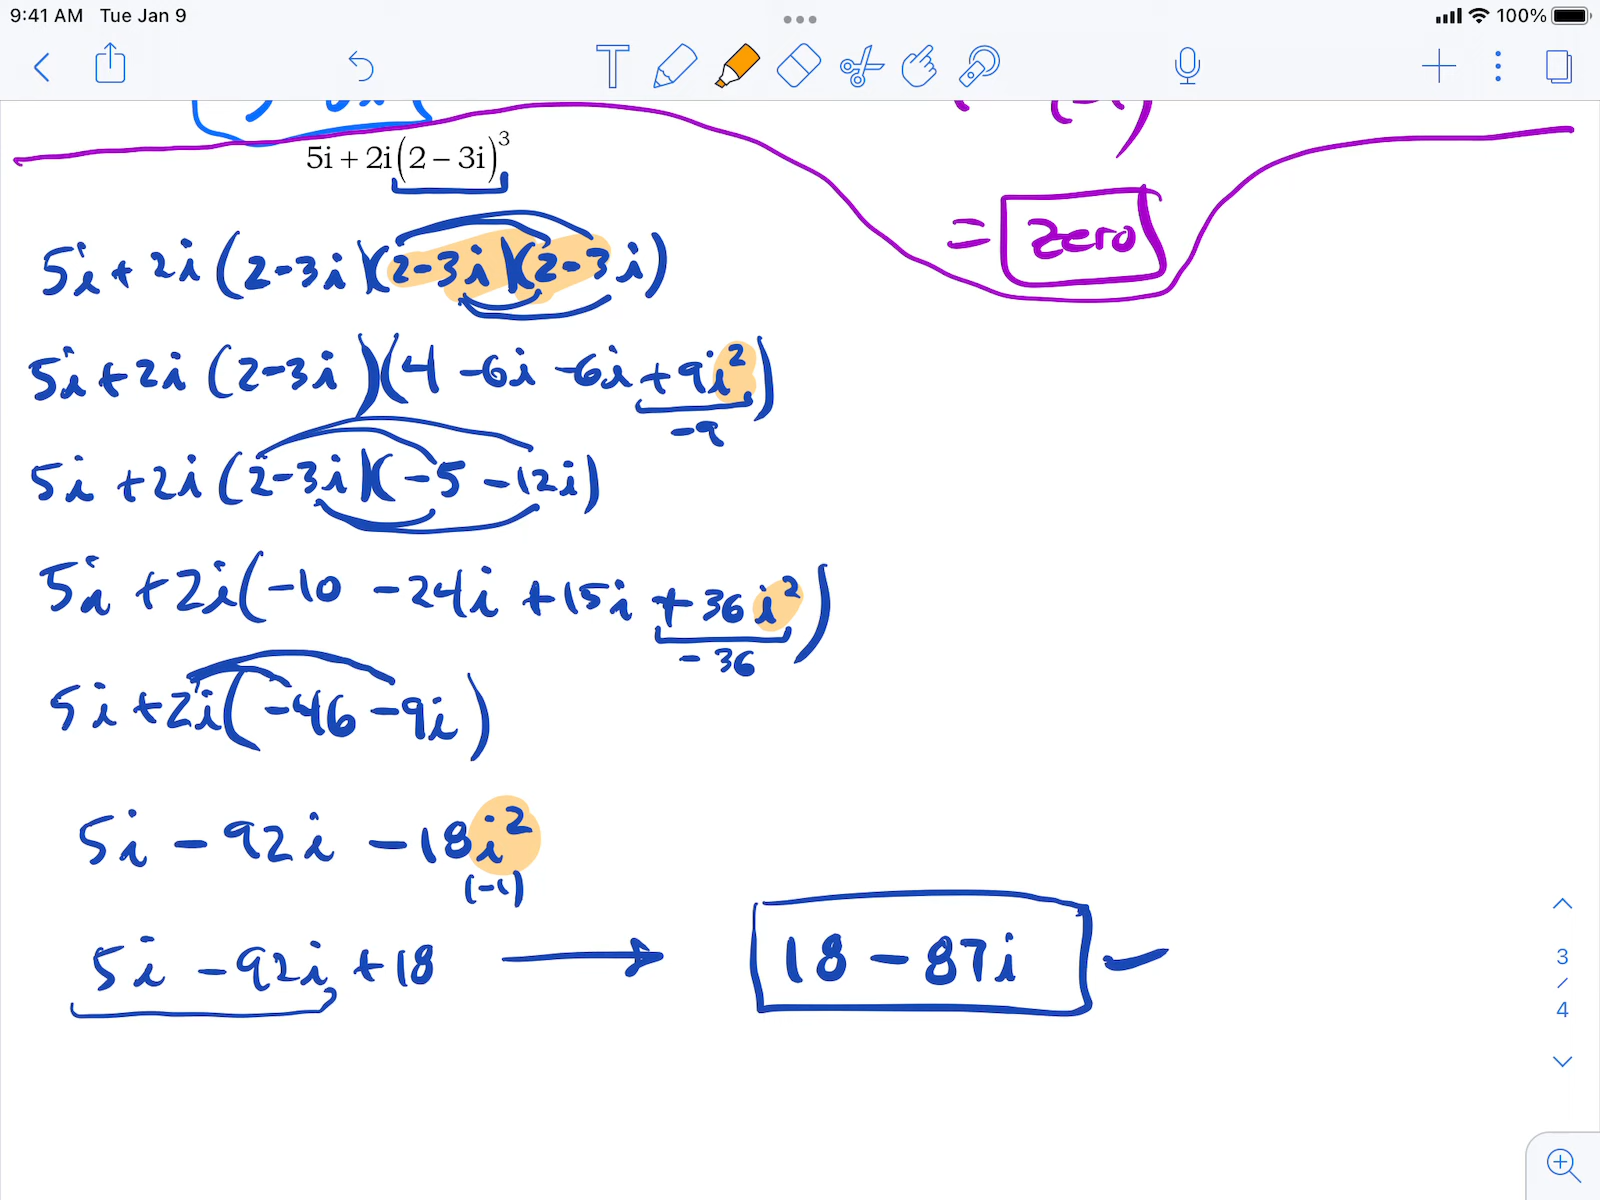 9:41 AM Tue Jan 9
100%
T
5i + 2i(2 − 3i)³
= zero
5i + 2i (2-3i)(2-3i)(2-3i)
5i + 2i (2-3i)(4 -6i -6i +9i²)
-9
5i + 2i (2-3i)(-5 -12i)
5i + 2i(-10 -24i +15i +36i²)
-36
5i + 2i(-46 -9i)
5i - 92i - 18i²
(-1)
5i - 92i + 18 → 18 - 87i
3 / 4